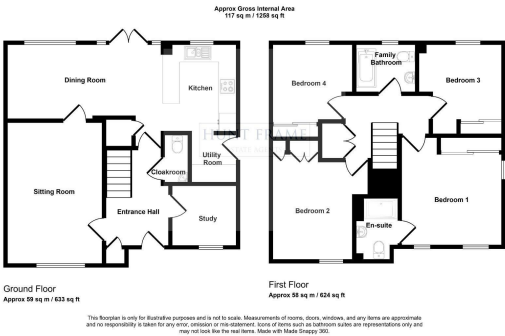 Approx Gross Internal Area
117 sq m / 1258 sq ft
Dining Room
Kitchen
Sitting Room
Cloakroom
Utility
Room
Entrance Hall
Study
Family
Bathroom
Bedroom 4
Bedroom 3
Bedroom 2
Bedroom 1
En-suite
Ground Floor
Approx 59 sq m / 633 sq ft
First Floor
Approx 58 sq m / 624 sq ft
This floorplan is only for illustrative purposes and is not to scale. Measurements of rooms, doors, windows, and any items are approximate
and no responsibility is taken for any error, omission or mis-statement. Icons of items such as bathroom suites are representations only and
may not look like the real items. Made with Made Snappy 360.